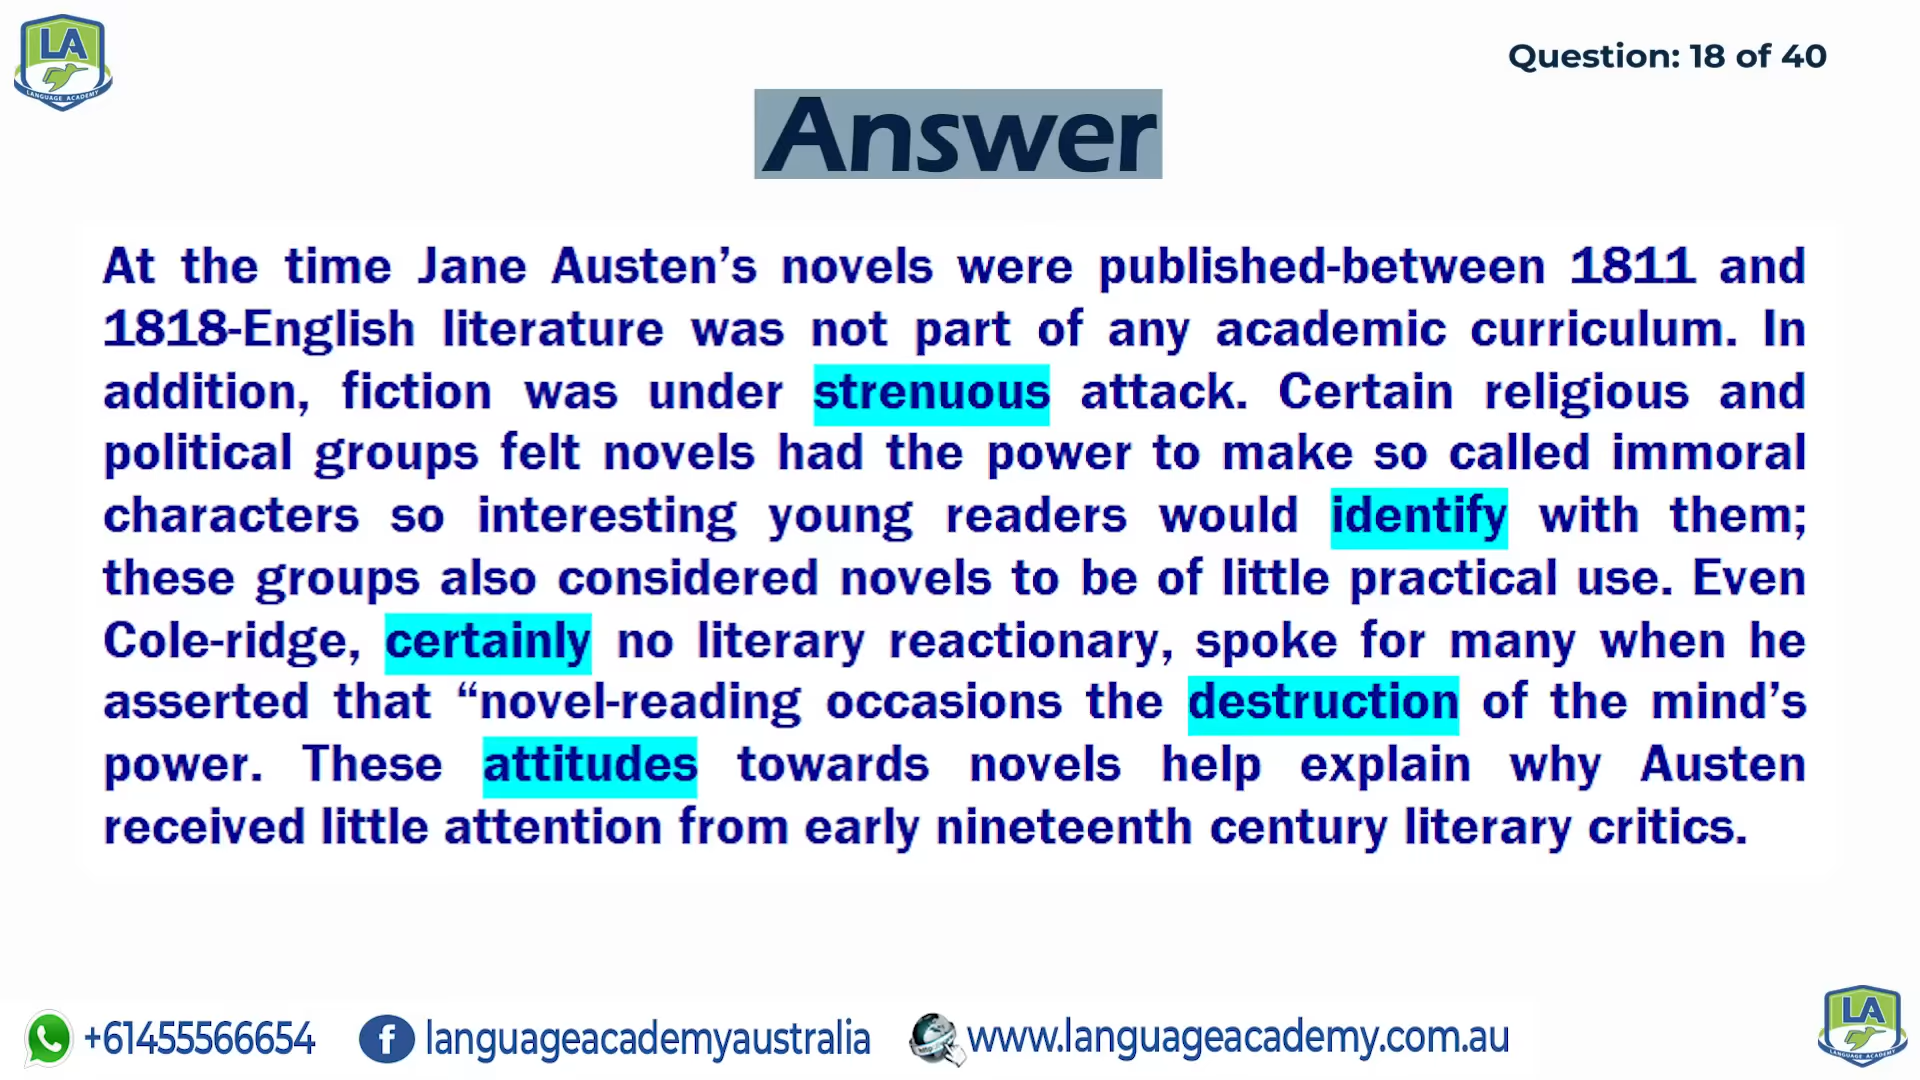 LA
LANGUAGE ACADEMY
Question: 18 of 40
Answer
At the time Jane Austen’s novels were published-between 1811 and
1818-English literature was not part of any academic curriculum. In
addition, fiction was under strenuous attack. Certain religious and
political groups felt novels had the power to make so called immoral
characters so interesting young readers would identify with them;
these groups also considered novels to be of little practical use. Even
Cole-ridge, certainly no literary reactionary, spoke for many when he
asserted that “novel-reading occasions the destruction of the mind’s
power. These attitudes towards novels help explain why Austen
received little attention from early nineteenth century literary critics.
+61455566654
languageacademyaustralia
www.languageacademy.com.au
LA
LANGUAGE ACADEMY